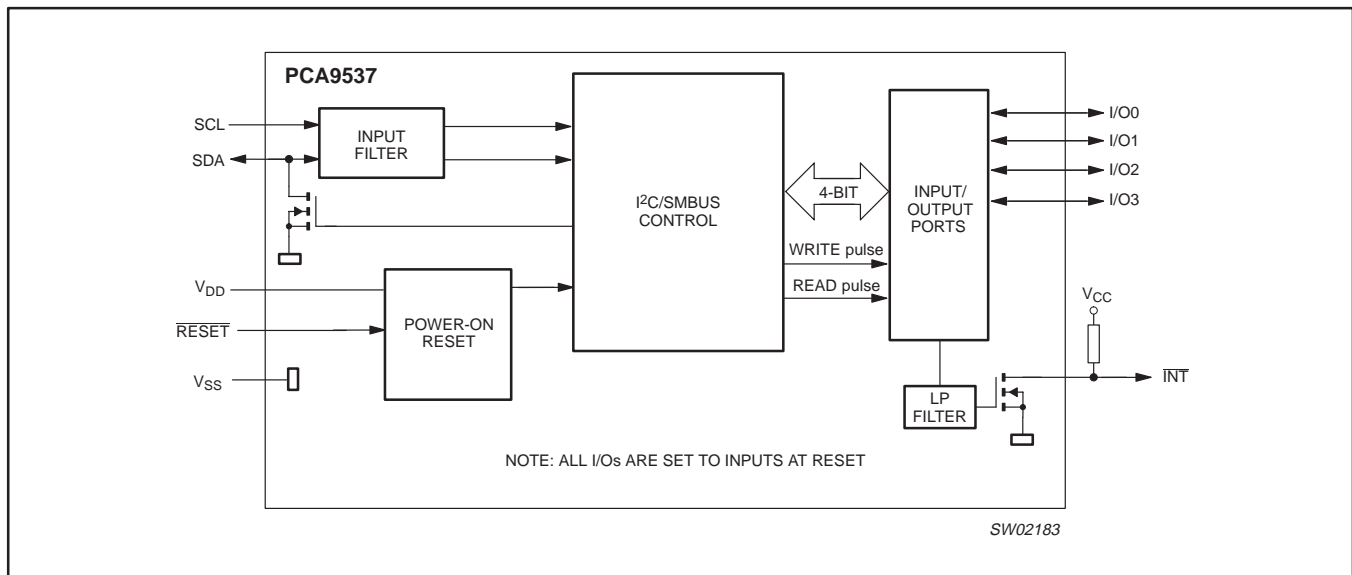 PCA9537
SCL
SDA
INPUT
FILTER
I²C/SMBUS
CONTROL
4-BIT
WRITE pulse
READ pulse
INPUT/
OUTPUT
PORTS
I/O0
I/O1
I/O2
I/O3
VDD
RESET
VSS
POWER-ON
RESET
LP
FILTER
VCC
INT
NOTE: ALL I/Os ARE SET TO INPUTS AT RESET
SW02183